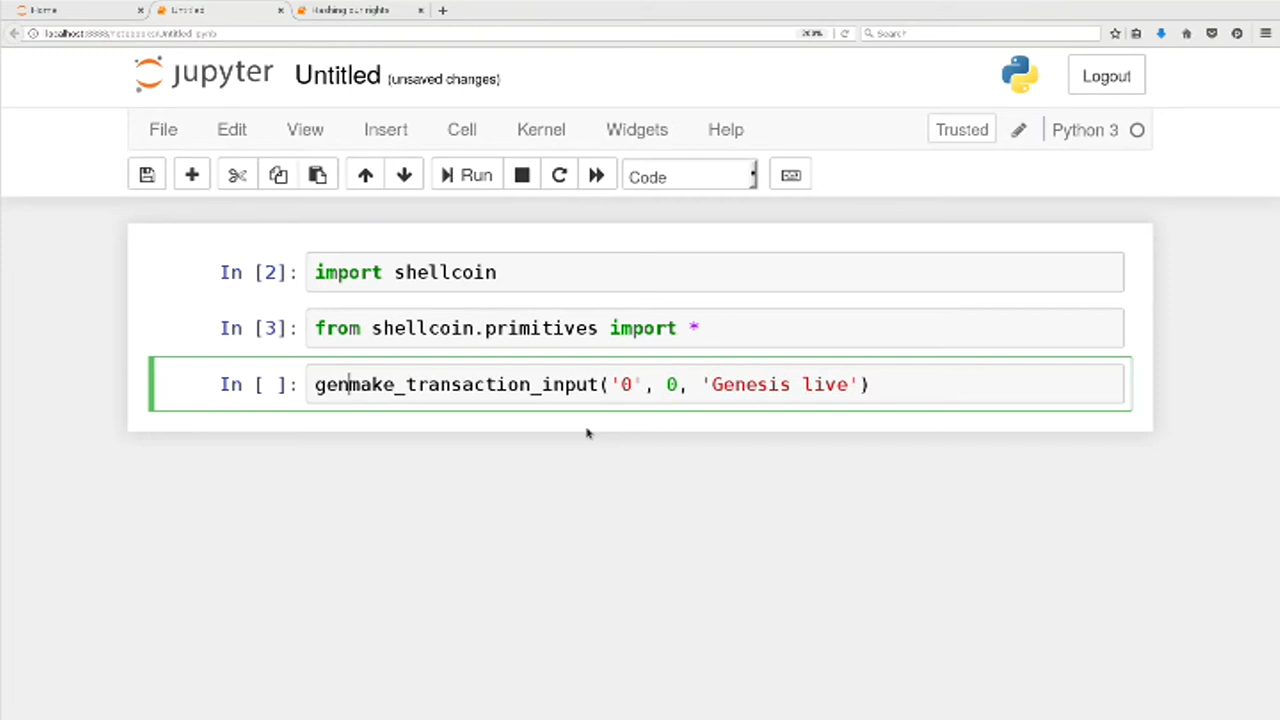 Home
Untitled
Hashing our rights
localhost:8888/notebooks/Untitled.ipynb
Search
jupyter Untitled (unsaved changes)
Logout
File Edit View Insert Cell Kernel Widgets Help Trusted Python 3
Run Code
In [2]: import shellcoin
In [3]: from shellcoin.primitives import *
In [ ]: genmake_transaction_input('0', 0, 'Genesis live')